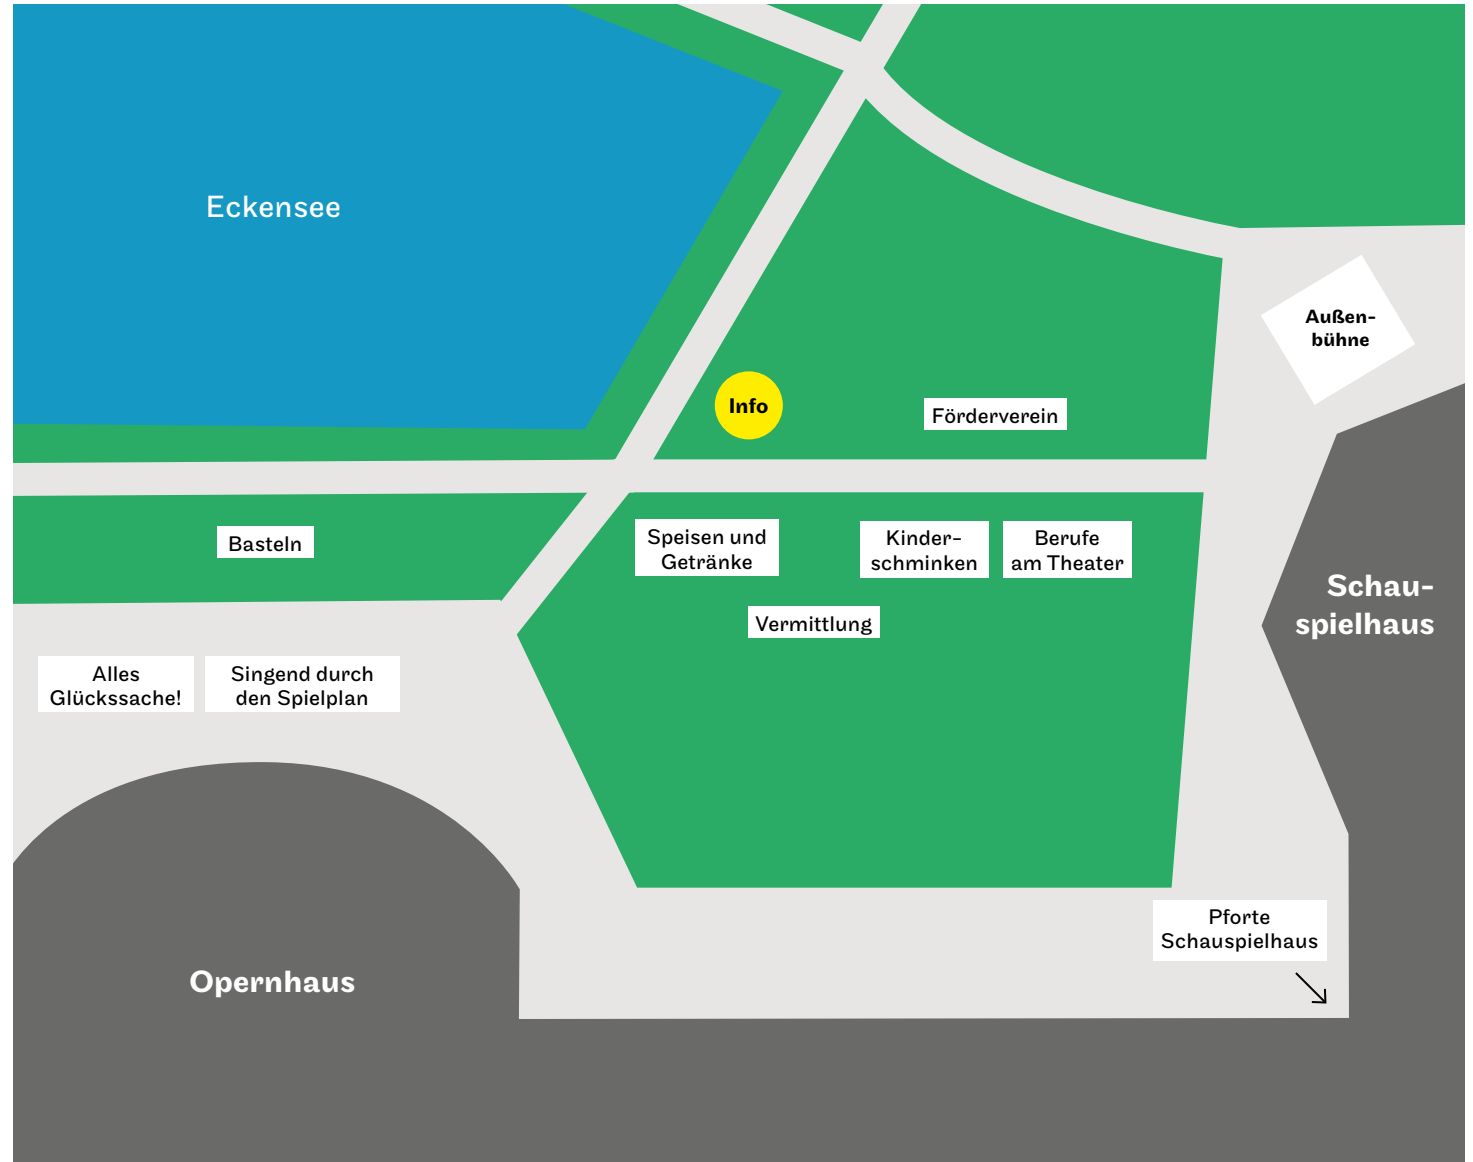 Eckensee
Außen-
bühne
Info
Förderverein
Basteln
Speisen und
Getränke
Kinder-
schminken
Berufe
am Theater
Vermittlung
Schau-
spielhaus
Alles
Glückssache!
Singend durch
den Spielplan
Pforte
Schauspielhaus
Opernhaus